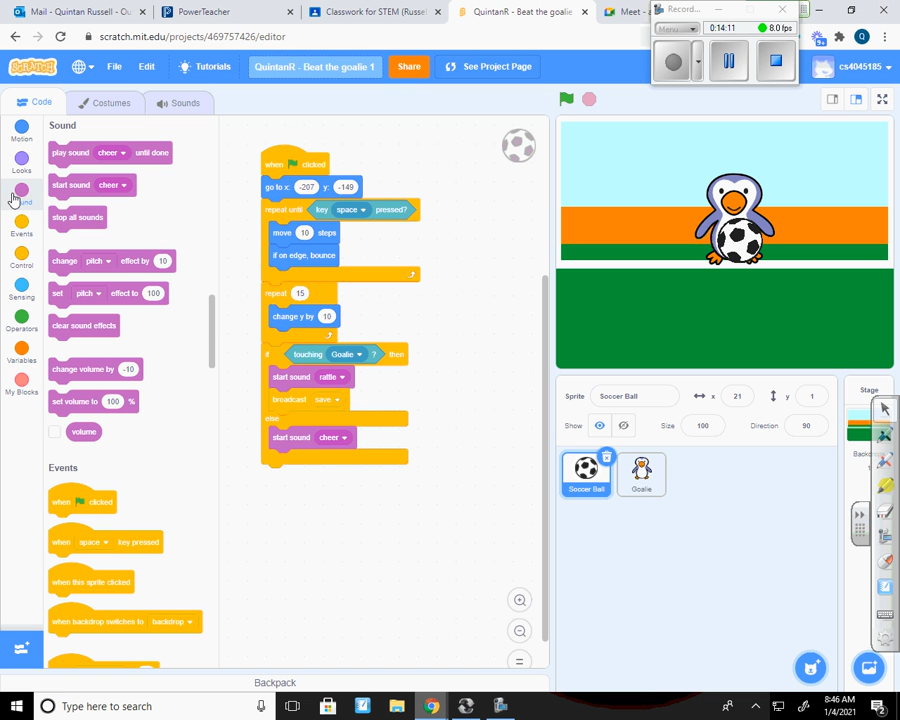 Mail - Quintan Russell - Out
PowerTeacher
Classwork for STEM (Russe
QuintanR - Beat the goalie
Meet -
Record...
Menu
0:14:11
8.0 fps
scratch.mit.edu/projects/469757426/editor
9+
Q
SCRATCH
File
Edit
Tutorials
QuintanR - Beat the goalie 1
Share
See Project Page
cs4045185
Code
Costumes
Sounds
Motion
Looks
Sound
Events
Control
Sensing
Operators
Variables
My Blocks
Sound
play sound cheer until done
start sound cheer
stop all sounds
change pitch effect by 10
set pitch effect to 100
clear sound effects
change volume by -10
set volume to 100 %
volume
Events
when clicked
when space key pressed
when this sprite clicked
when backdrop switches to backdrop
when clicked
go to x: -207 y: -149
repeat until key space pressed?
move 10 steps
if on edge, bounce
repeat 15
change y by 10
if touching Goalie ? then
start sound rattle
broadcast save
else
start sound cheer
Backpack
Sprite Soccer Ball x 21 y 1
Show Size 100 Direction 90
Soccer Ball
Goalie
Stage
Type here to search
8:46 AM
1/4/2021
2